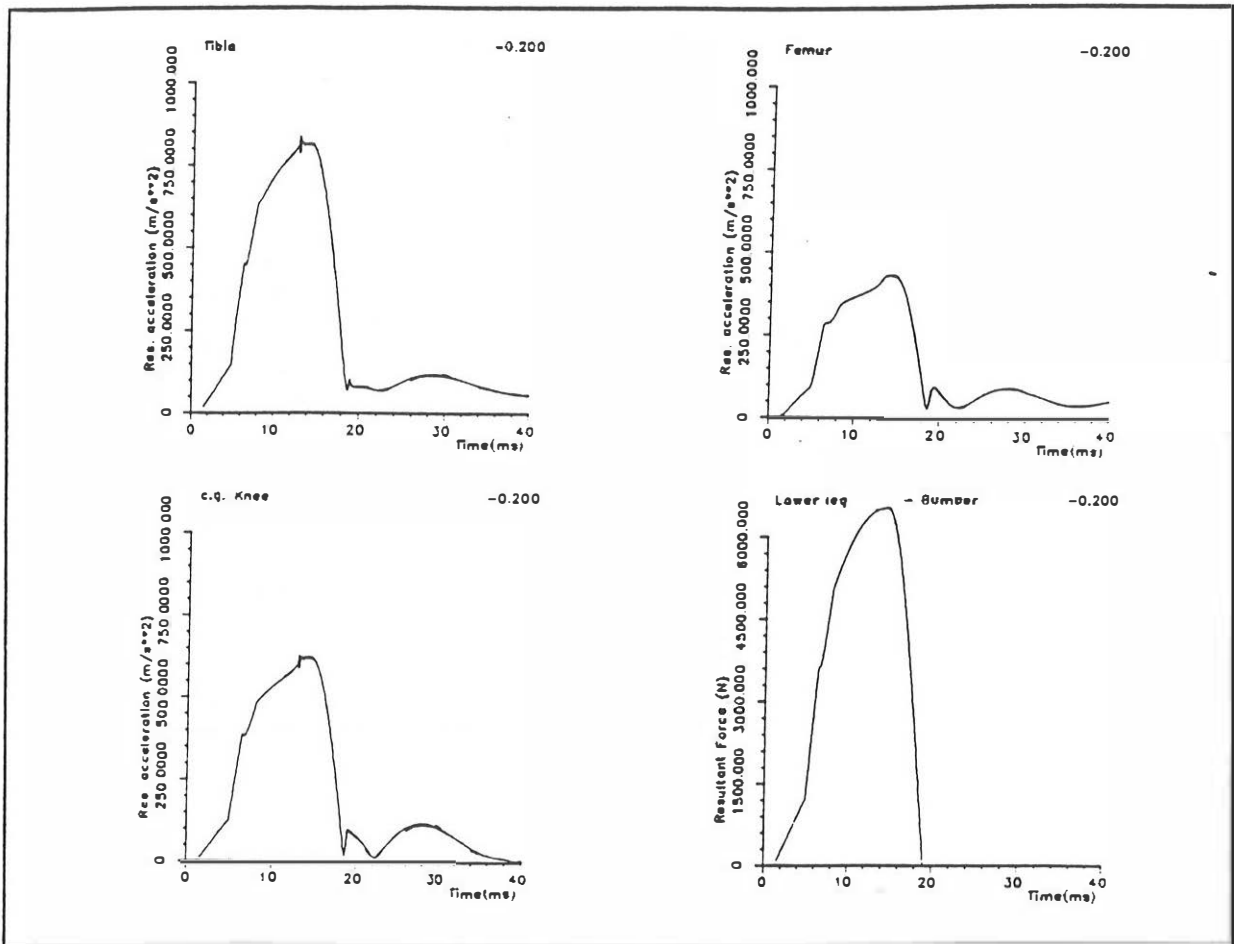 Tibia -0.200
Res. acceleration (m/s**2)
0 250.0000 500.0000 750.0000 1000.000
0 10 20 30 40
Time(ms)
Femur -0.200
Res. acceleration (m/s**2)
0 250.0000 500.0000 750.0000 1000.000
0 10 20 30 40
Time(ms)
c.g. Knee -0.200
Res acceleration (m/s**2)
0 250 0000 500 0000 750 0000 1000 000
0 10 20 30 40
Time(ms)
Lower leg - Bumper -0.200
Resultant Force (N)
0 1500.000 3000.000 4500.000 6000.000
0 10 20 30 40
Time(ms)